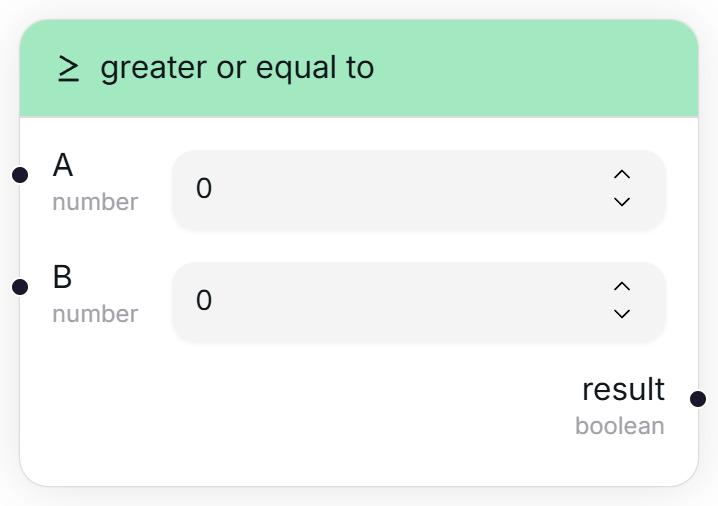 ≥ greater or equal to
A
number
0
B
number
0
result
boolean